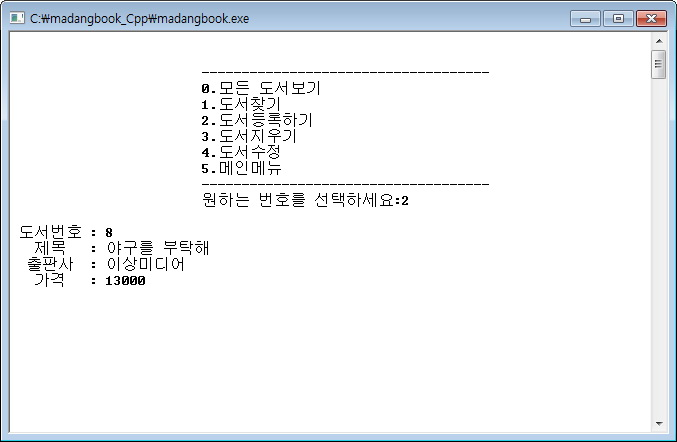 C:₩madangbook_Cpp₩madangbook.exe
------------------------------------
0.모든 도서보기
1.도서찾기
2.도서등록하기
3.도서지우기
4.도서수정
5.메인메뉴
------------------------------------
원하는 번호를 선택하세요:2
도서번호 : 8
제목 : 야구를 부탁해
출판사 : 이상미디어
가격 : 13000